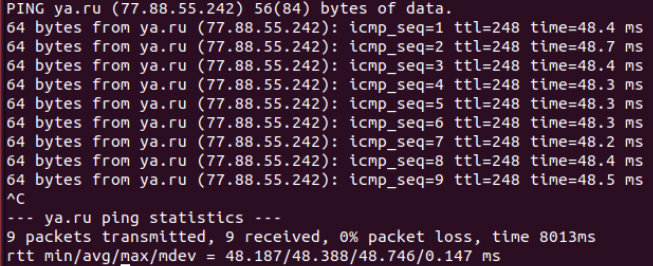 PING ya.ru (77.88.55.242) 56(84) bytes of data.
64 bytes from ya.ru (77.88.55.242): icmp_seq=1 ttl=248 time=48.4 ms
64 bytes from ya.ru (77.88.55.242): icmp_seq=2 ttl=248 time=48.7 ms
64 bytes from ya.ru (77.88.55.242): icmp_seq=3 ttl=248 time=48.4 ms
64 bytes from ya.ru (77.88.55.242): icmp_seq=4 ttl=248 time=48.3 ms
64 bytes from ya.ru (77.88.55.242): icmp_seq=5 ttl=248 time=48.3 ms
64 bytes from ya.ru (77.88.55.242): icmp_seq=6 ttl=248 time=48.3 ms
64 bytes from ya.ru (77.88.55.242): icmp_seq=7 ttl=248 time=48.2 ms
64 bytes from ya.ru (77.88.55.242): icmp_seq=8 ttl=248 time=48.4 ms
64 bytes from ya.ru (77.88.55.242): icmp_seq=9 ttl=248 time=48.5 ms
^C
--- ya.ru ping statistics ---
9 packets transmitted, 9 received, 0% packet loss, time 8013ms
rtt min/avg/max/mdev = 48.187/48.388/48.746/0.147 ms